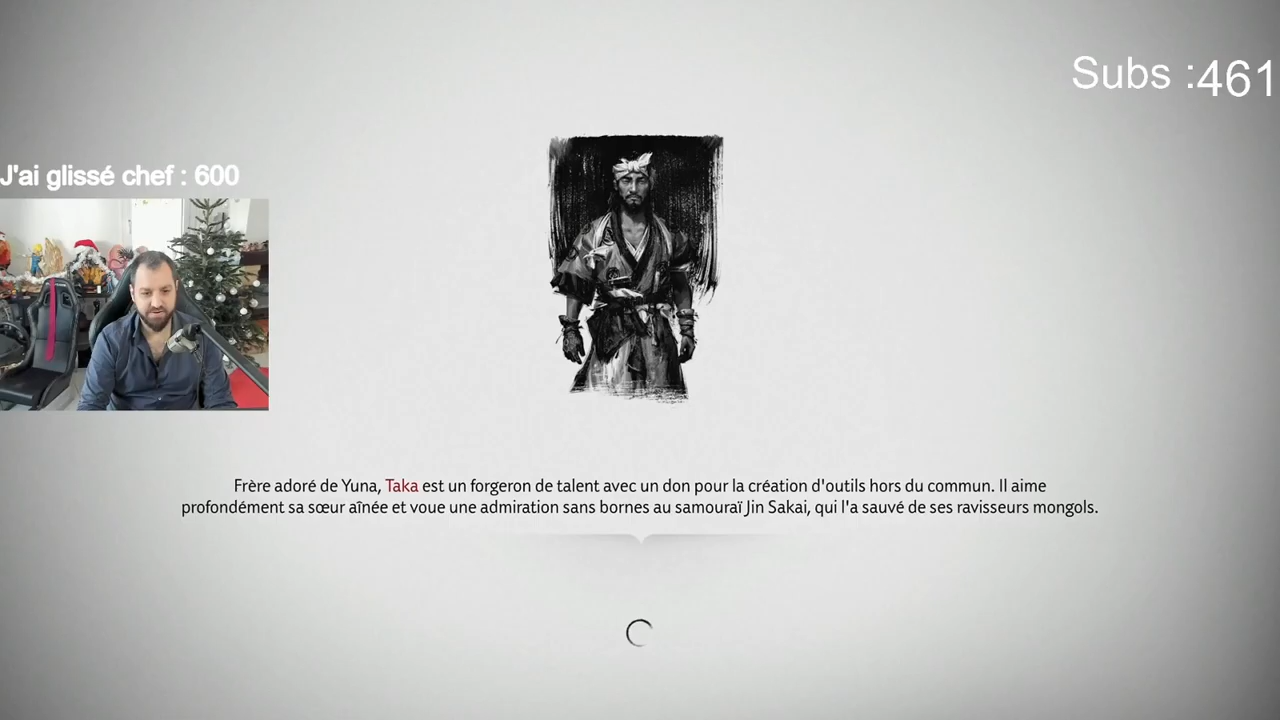 Subs :461
J'ai glissé chef : 600
Frère adoré de Yuna, Taka est un forgeron de talent avec un don pour la création d'outils hors du commun. Il aime
profondément sa sœur aînée et voue une admiration sans bornes au samouraï Jin Sakai, qui l'a sauvé de ses ravisseurs mongols.